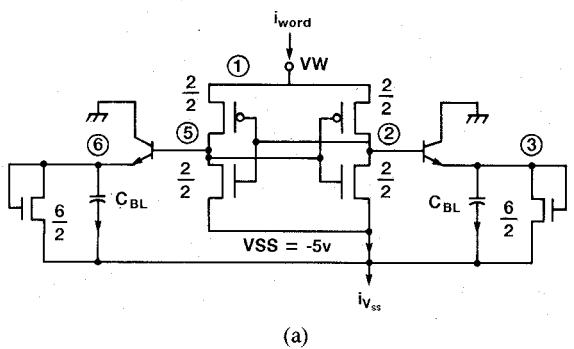 i_word
VW
① 
2/2
2/2
⑤
②
⑥
③
2/2
2/2
C_BL
6/2
C_BL
6/2
VSS = -5v
i_Vss
(a)